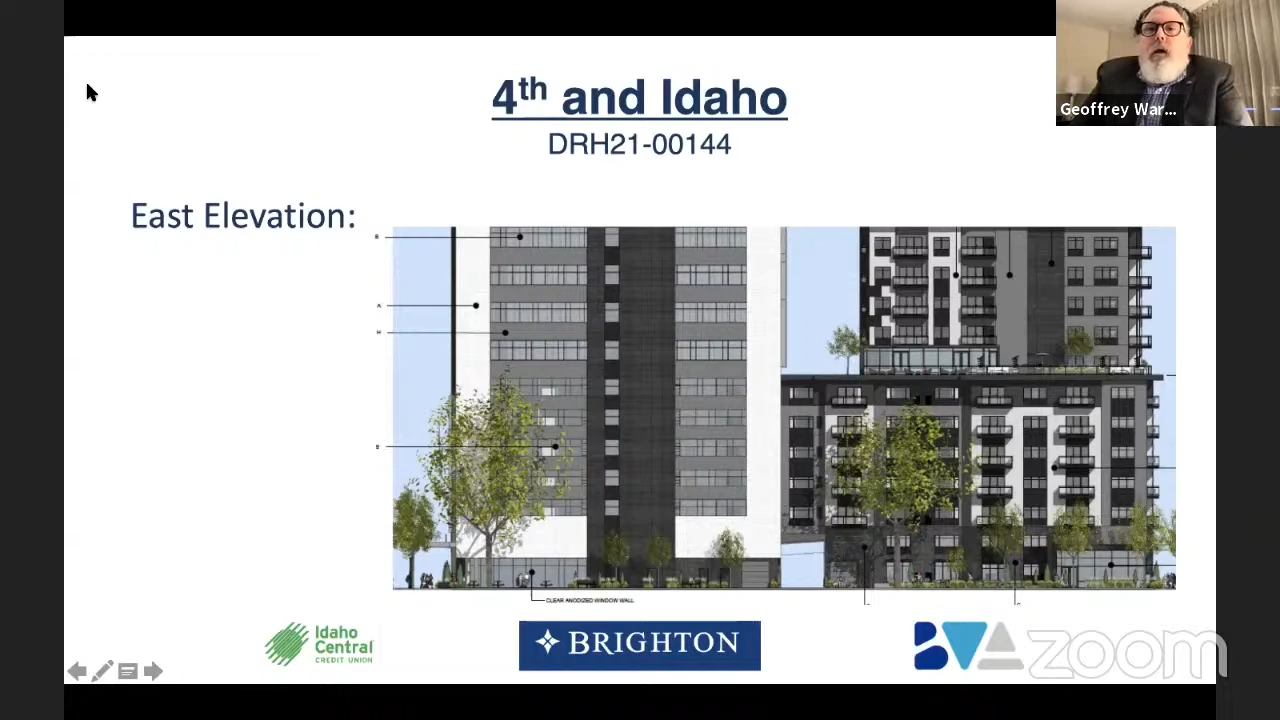 4th and Idaho
DRH21-00144
Geoffrey War...
East Elevation:
B
A
H
B
CLEAR ANODIZED WINDOW WALL
Idaho
Central
CREDIT UNION
BRIGHTON
BVA
zoom